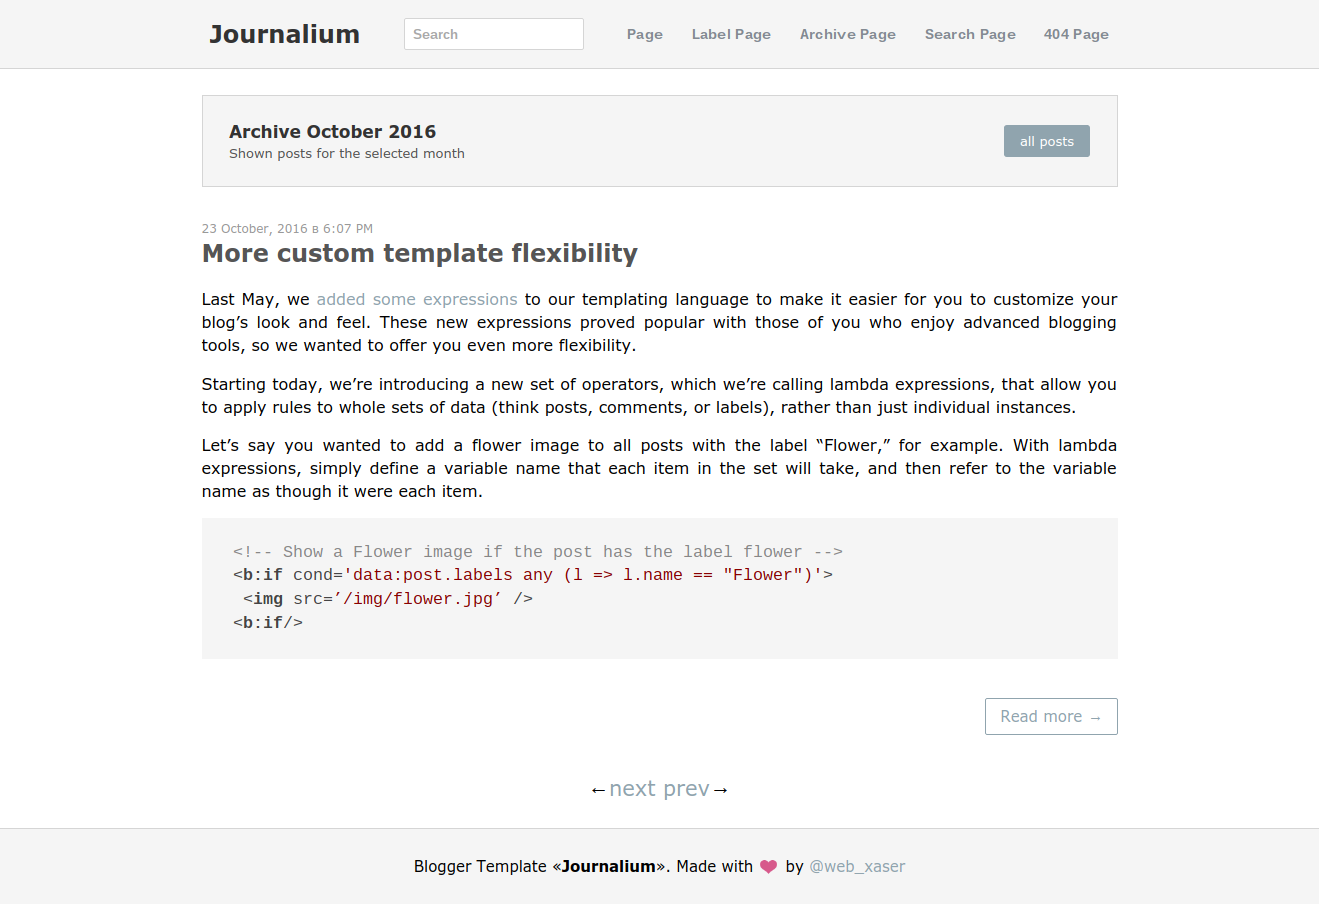 Journalium
Search
Page
Label Page
Archive Page
Search Page
404 Page
Archive October 2016
Shown posts for the selected month
all posts
23 October, 2016 в 6:07 PM
More custom template flexibility
Last May, we added some expressions to our templating language to make it easier for you to customize your
blog’s look and feel. These new expressions proved popular with those of you who enjoy advanced blogging
tools, so we wanted to offer you even more flexibility.
Starting today, we’re introducing a new set of operators, which we’re calling lambda expressions, that allow you
to apply rules to whole sets of data (think posts, comments, or labels), rather than just individual instances.
Let’s say you wanted to add a flower image to all posts with the label “Flower,” for example. With lambda
expressions, simply define a variable name that each item in the set will take, and then refer to the variable
name as though it were each item.
<!-- Show a Flower image if the post has the label flower -->
<b:if cond='data:post.labels any (l => l.name == "Flower")'>
<img src=’/img/flower.jpg’ />
<b:if/>
Read more →
←next prev→
Blogger Template «Journalium». Made with ❤ by @web_xaser